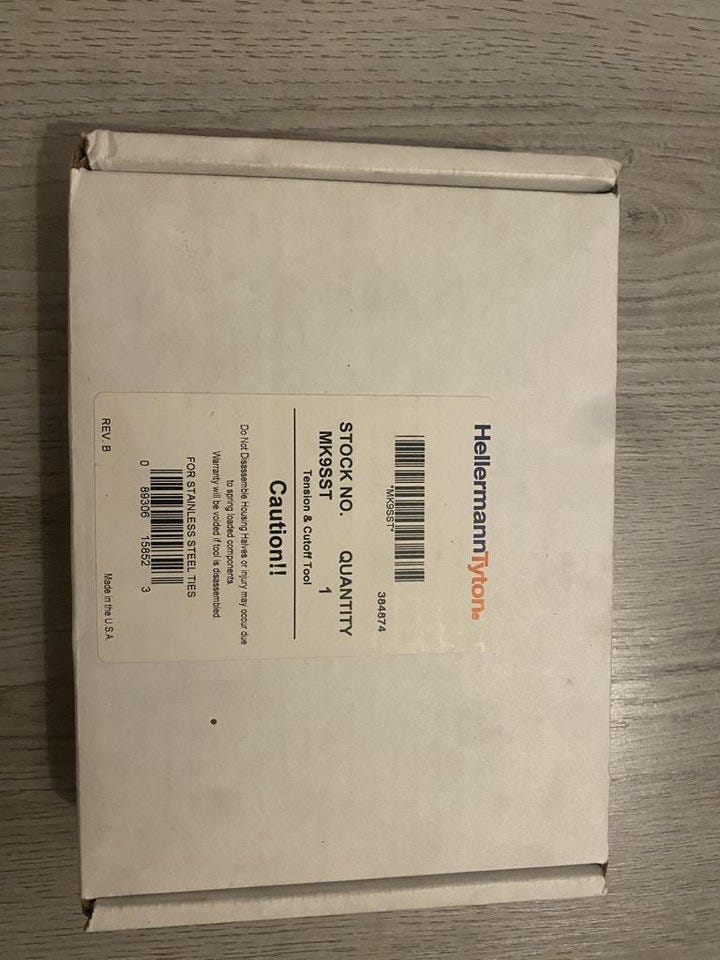 HellermannTyton®
*MK9SST*
384874
STOCK NO. QUANTITY
MK9SST 1
Tension & Cutoff Tool
Caution!!
Do Not Disassemble Housing Halves or injury may occur due
to spring loaded components.
Warranty will be voided if tool is disassembled.
FOR STAINLESS STEEL TIES
0 89306 15852 3
REV. B Made in the U.S.A.